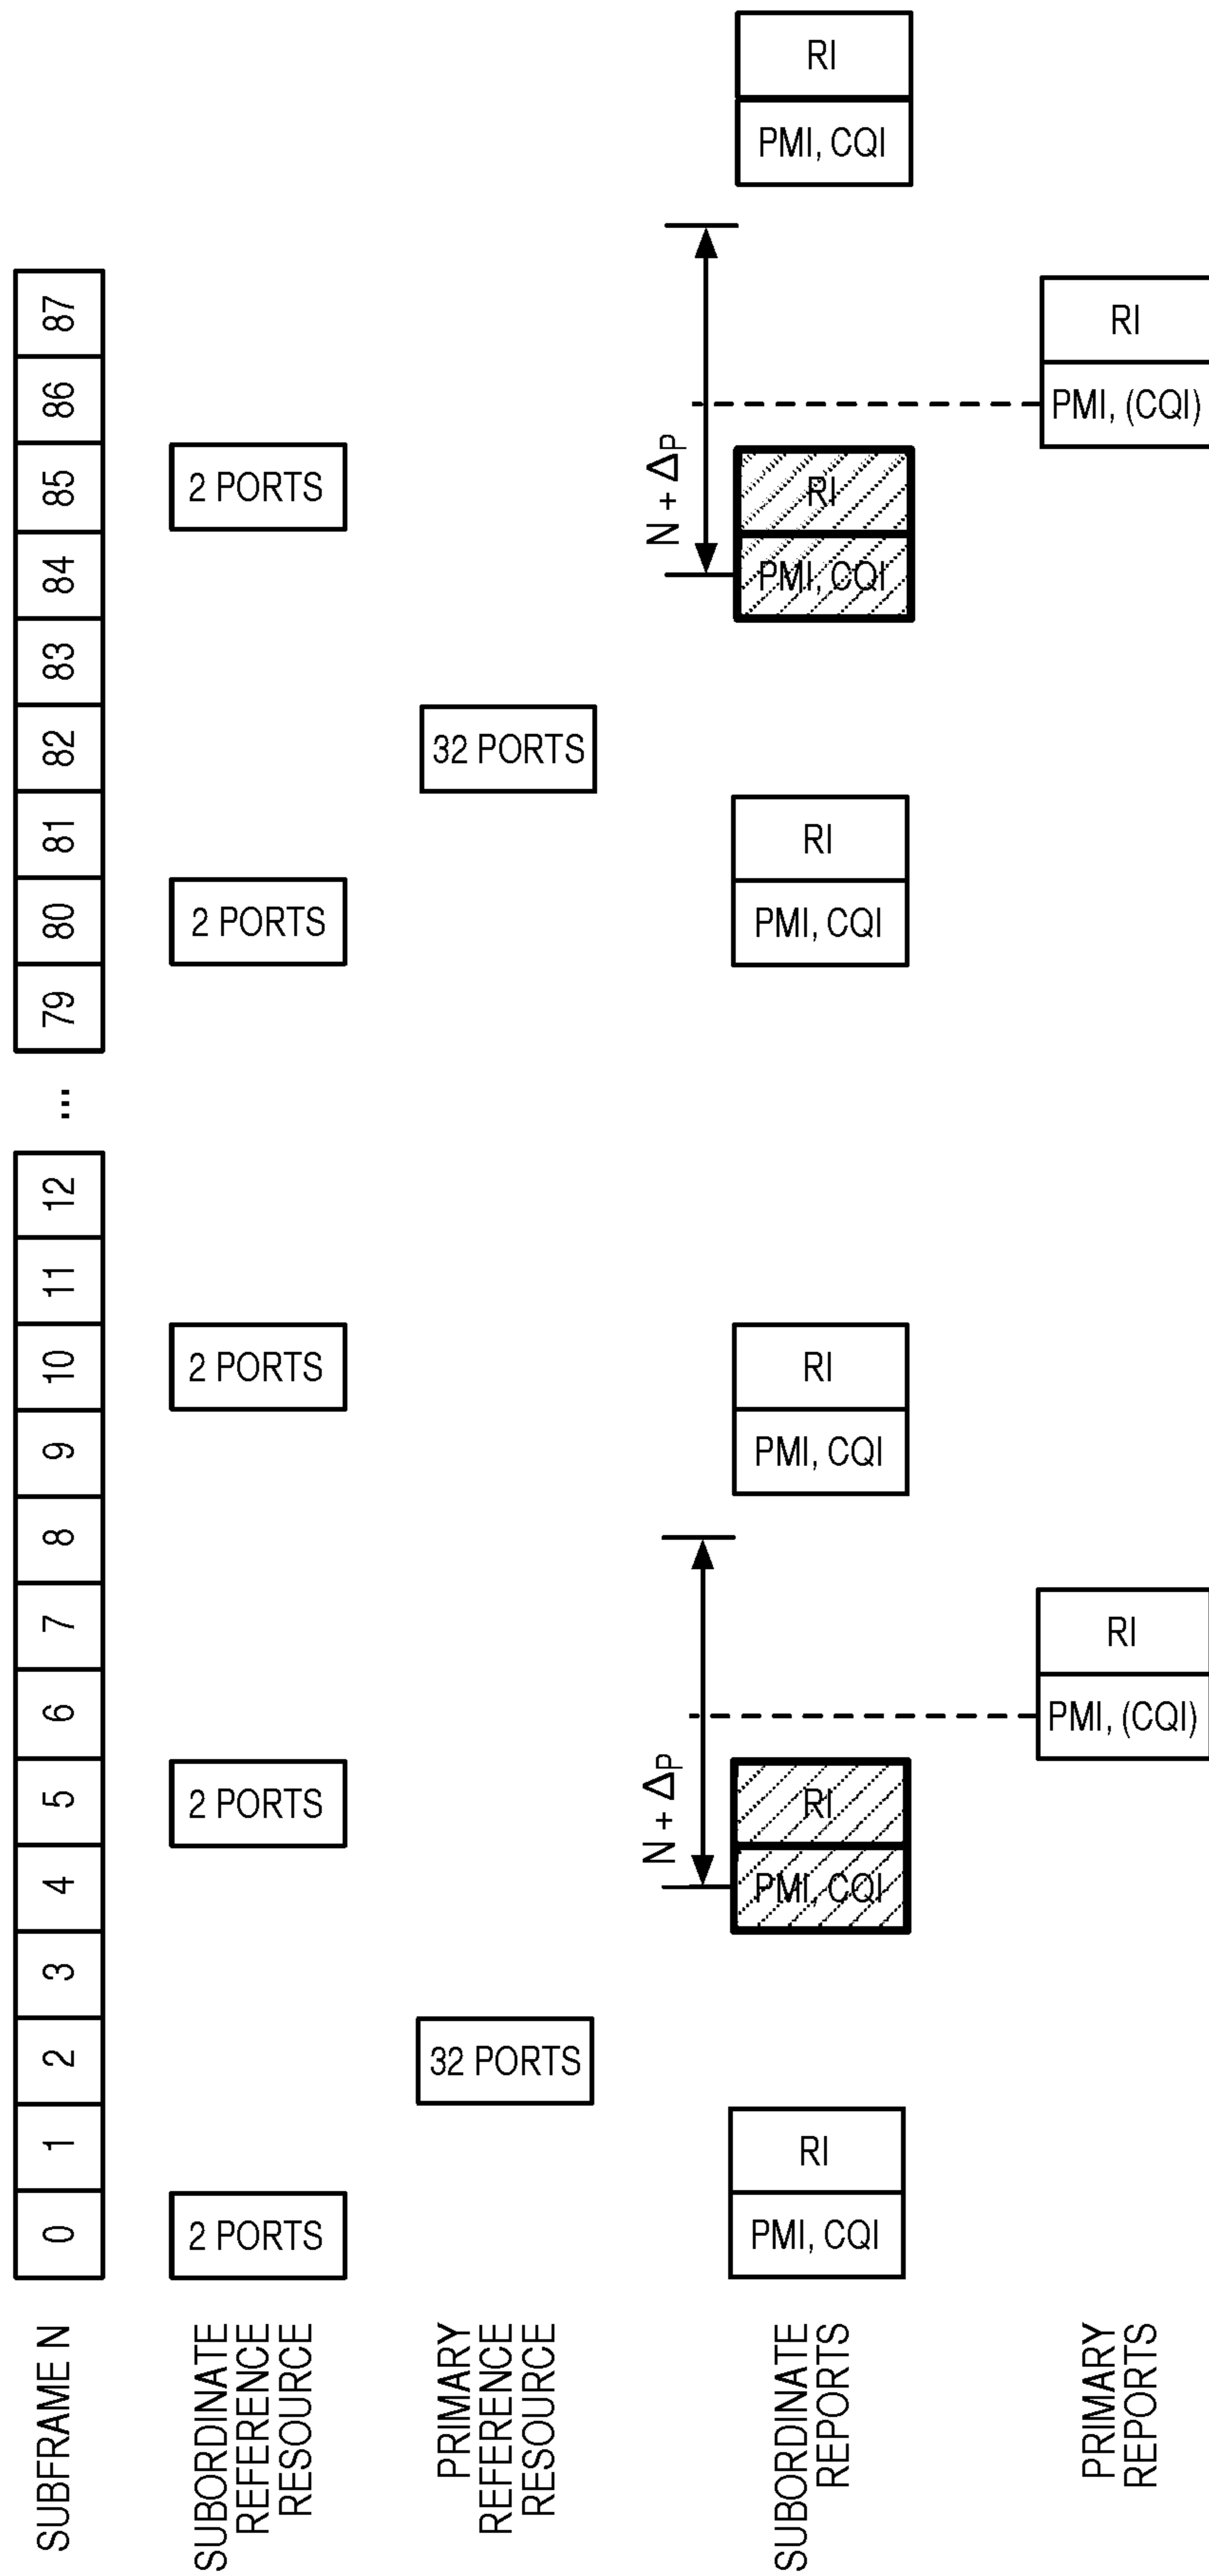 SUBFRAME N
0 1 2 3 4 5 6 7 8 9 10 11 12 ... 79 80 81 82 83 84 85 86 87
SUBORDINATE
REFERENCE
RESOURCE
2 PORTS
2 PORTS
2 PORTS
2 PORTS
2 PORTS
PRIMARY
REFERENCE
RESOURCE
32 PORTS
32 PORTS
N + ΔP
N + ΔP
SUBORDINATE
REPORTS
PMI, CQI
RI
PMI, CQI
RI
PMI, CQI
RI
PMI, CQI
RI
PMI, CQI
RI
PMI, CQI
RI
PRIMARY
REPORTS
PMI, (CQI)
RI
PMI, (CQI)
RI